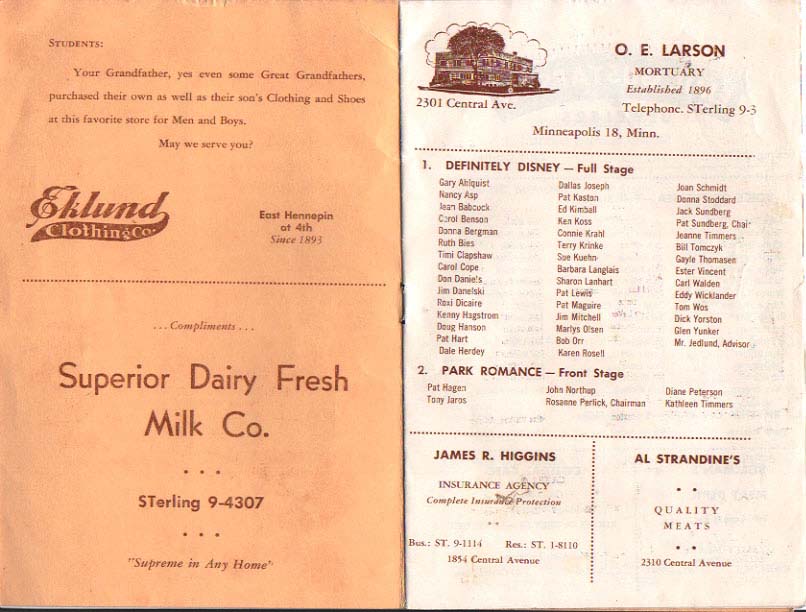 STUDENTS:
Your Grandfather, yes even some Great Grandfathers,
purchased their own as well as their son's Clothing and Shoes
at this favorite store for Men and Boys.
May we serve you?
Eklund
Clothing Co.
East Hennepin
at 4th
Since 1893
... Compliments ...
Superior Dairy Fresh
Milk Co.
• • •
STerling 9-4307
• • •
"Supreme in Any Home"
O. E. LARSON
MORTUARY
Established 1896
2301 Central Ave.
Telephone. STerling 9-3
Minneapolis 18, Minn.
1. DEFINITELY DISNEY — Full Stage
Gary Ahlquist
Nancy Asp
Jean Babcock
Carol Benson
Donna Bergman
Ruth Bies
Timi Clapshaw
Carol Cope
Don Daniels
Jim Danelski
Roxi Dicaire
Kenny Hagstrom
Doug Hanson
Pat Hart
Dale Herdey
Dallas Joseph
Pat Kaston
Ed Kimball
Ken Koss
Connie Krahl
Terry Krinke
Sue Kuehn
Barbara Langlais
Sharon Lanhart
Pat Lewis
Pat Maguire
Jim Mitchell
Marlys Olsen
Bob Orr
Karen Rosell
Joan Schmidt
Donna Stoddard
Jack Sundberg
Pat Sundberg, Chair
Jeanne Timmers
Bill Tomczyk
Gayle Thomasen
Ester Vincent
Carl Walden
Eddy Wicklander
Tom Wos
Dick Yorston
Glen Yunker
Mr. Jedlund, Advisor
2. PARK ROMANCE — Front Stage
Pat Hagen
Tony Jaros
John Northup
Rosanne Perlick, Chairman
Diane Peterson
Kathleen Timmers
JAMES R. HIGGINS
INSURANCE AGENCY
Complete Insurance Protection
Bus.: ST. 9-1114 Res.: ST. 1-8110
1854 Central Avenue
AL STRANDINE'S
• •
QUALITY
MEATS
• •
2310 Central Avenue